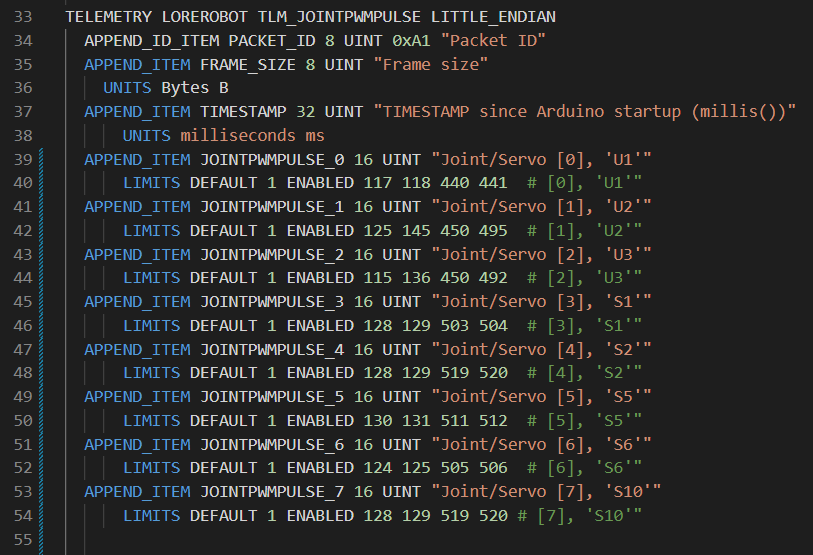 33 TELEMETRY LOREROBOT TLM_JOINTPWMPULSE LITTLE_ENDIAN
34 APPEND_ID_ITEM PACKET_ID 8 UINT 0xA1 "Packet ID"
35 APPEND_ITEM FRAME_SIZE 8 UINT "Frame size"
36 UNITS Bytes B
37 APPEND_ITEM TIMESTAMP 32 UINT "TIMESTAMP since Arduino startup (millis())"
38 UNITS milliseconds ms
39 APPEND_ITEM JOINTPWMPULSE_0 16 UINT "Joint/Servo [0], 'U1'"
40 LIMITS DEFAULT 1 ENABLED 117 118 440 441 # [0], 'U1'"
41 APPEND_ITEM JOINTPWMPULSE_1 16 UINT "Joint/Servo [1], 'U2'"
42 LIMITS DEFAULT 1 ENABLED 125 145 450 495 # [1], 'U2'"
43 APPEND_ITEM JOINTPWMPULSE_2 16 UINT "Joint/Servo [2], 'U3'"
44 LIMITS DEFAULT 1 ENABLED 115 136 450 492 # [2], 'U3'"
45 APPEND_ITEM JOINTPWMPULSE_3 16 UINT "Joint/Servo [3], 'S1'"
46 LIMITS DEFAULT 1 ENABLED 128 129 503 504 # [3], 'S1'"
47 APPEND_ITEM JOINTPWMPULSE_4 16 UINT "Joint/Servo [4], 'S2'"
48 LIMITS DEFAULT 1 ENABLED 128 129 519 520 # [4], 'S2'"
49 APPEND_ITEM JOINTPWMPULSE_5 16 UINT "Joint/Servo [5], 'S5'"
50 LIMITS DEFAULT 1 ENABLED 130 131 511 512 # [5], 'S5'"
51 APPEND_ITEM JOINTPWMPULSE_6 16 UINT "Joint/Servo [6], 'S6'"
52 LIMITS DEFAULT 1 ENABLED 124 125 505 506 # [6], 'S6'"
53 APPEND_ITEM JOINTPWMPULSE_7 16 UINT "Joint/Servo [7], 'S10'"
54 LIMITS DEFAULT 1 ENABLED 128 129 519 520 # [7], 'S10'"
55